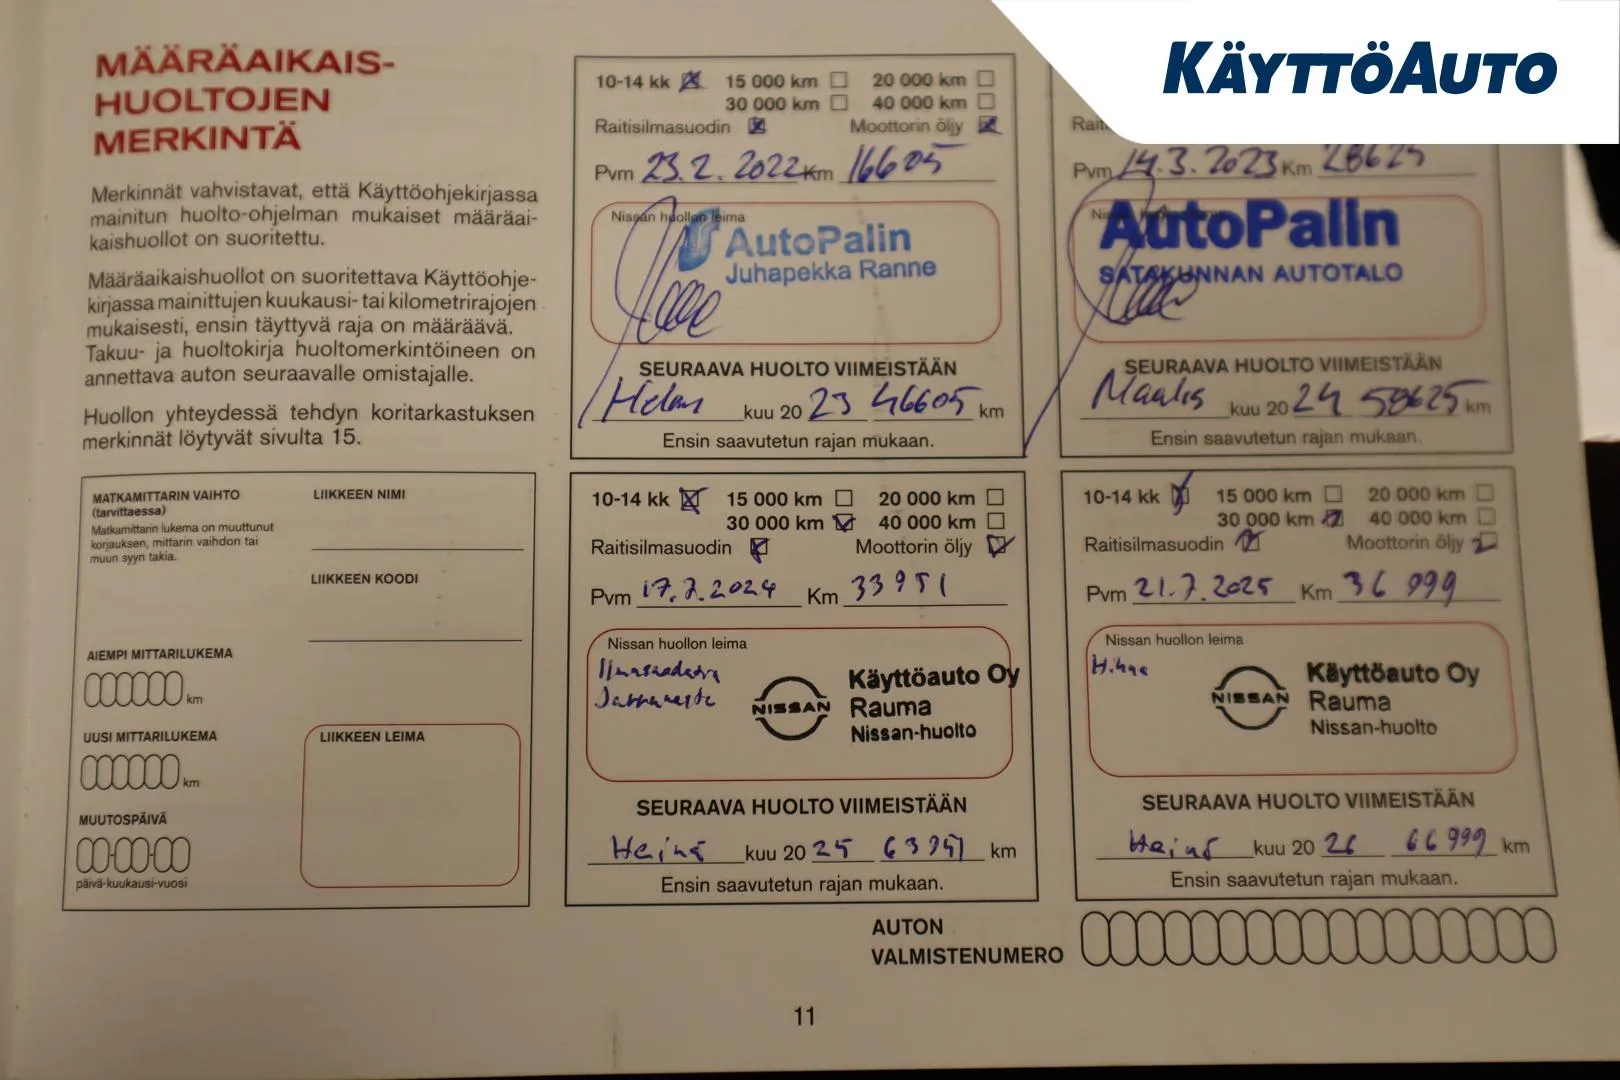 KÄYTTÖAUTO
MÄÄRÄAIKAIS-
HUOLTOJEN
MERKINTÄ
Merkinnät vahvistavat, että Käyttöohjekirjassa
mainitun huolto-ohjelman mukaiset määräai-
kaishuollot on suoritettu.
Määräaikaishuollot on suoritettava Käyttöohje-
kirjassa mainittujen kuukausi- tai kilometrirajojen
mukaisesti, ensin täyttyvä raja on määräävä.
Takuu- ja huoltokirja huoltomerkintöineen on
annettava auton seuraavalle omistajalle.
Huollon yhteydessä tehdyn koritarkastuksen
merkinnät löytyvät sivulta 15.
10-14 kk 15 000 km 20 000 km
30 000 km 40 000 km
Raitisilmasuodin Moottorin öljy
Pvm 23.2.2022 Km 16605
Nissan huollon leima
AutoPalin
Juhapekka Ranne
SEURAAVA HUOLTO VIIMEISTÄÄN
Helmi kuu 20 23 46605 km
Ensin saavutetun rajan mukaan.
Pvm 14.3.2023 Km 28625
AutoPalin
SATAKUNNAN AUTOTALO
SEURAAVA HUOLTO VIIMEISTÄÄN
Maalis kuu 20 24 58625 km
Ensin saavutetun rajan mukaan.
MATKAMITTARIN VAIHTO
(tarvittaessa)
Matkamittarin lukema on muuttunut
korjauksen, mittarin vaihdon tai
muun syyn takia.
LIIKKEEN NIMI
LIIKKEEN KOODI
AIEMPI MITTARILUKEMA
km
UUSI MITTARILUKEMA
km
MUUTOSPÄIVÄ
päivä-kuukausi-vuosi
LIIKKEEN LEIMA
10-14 kk 15 000 km 20 000 km
30 000 km 40 000 km
Raitisilmasuodin Moottorin öljy
Pvm 17.7.2024 Km 33951
Nissan huollon leima
NISSAN
Käyttöauto Oy
Rauma
Nissan-huolto
SEURAAVA HUOLTO VIIMEISTÄÄN
Heinä kuu 20 25 63951 km
Ensin saavutetun rajan mukaan.
10-14 kk 15 000 km 20 000 km
30 000 km 40 000 km
Raitisilmasuodin Moottorin öljy
Pvm 21.7.2025 Km 36 999
Nissan huollon leima
NISSAN
Käyttöauto Oy
Rauma
Nissan-huolto
SEURAAVA HUOLTO VIIMEISTÄÄN
Heinä kuu 20 26 66 999 km
Ensin saavutetun rajan mukaan.
AUTON
VALMISTENUMERO
11